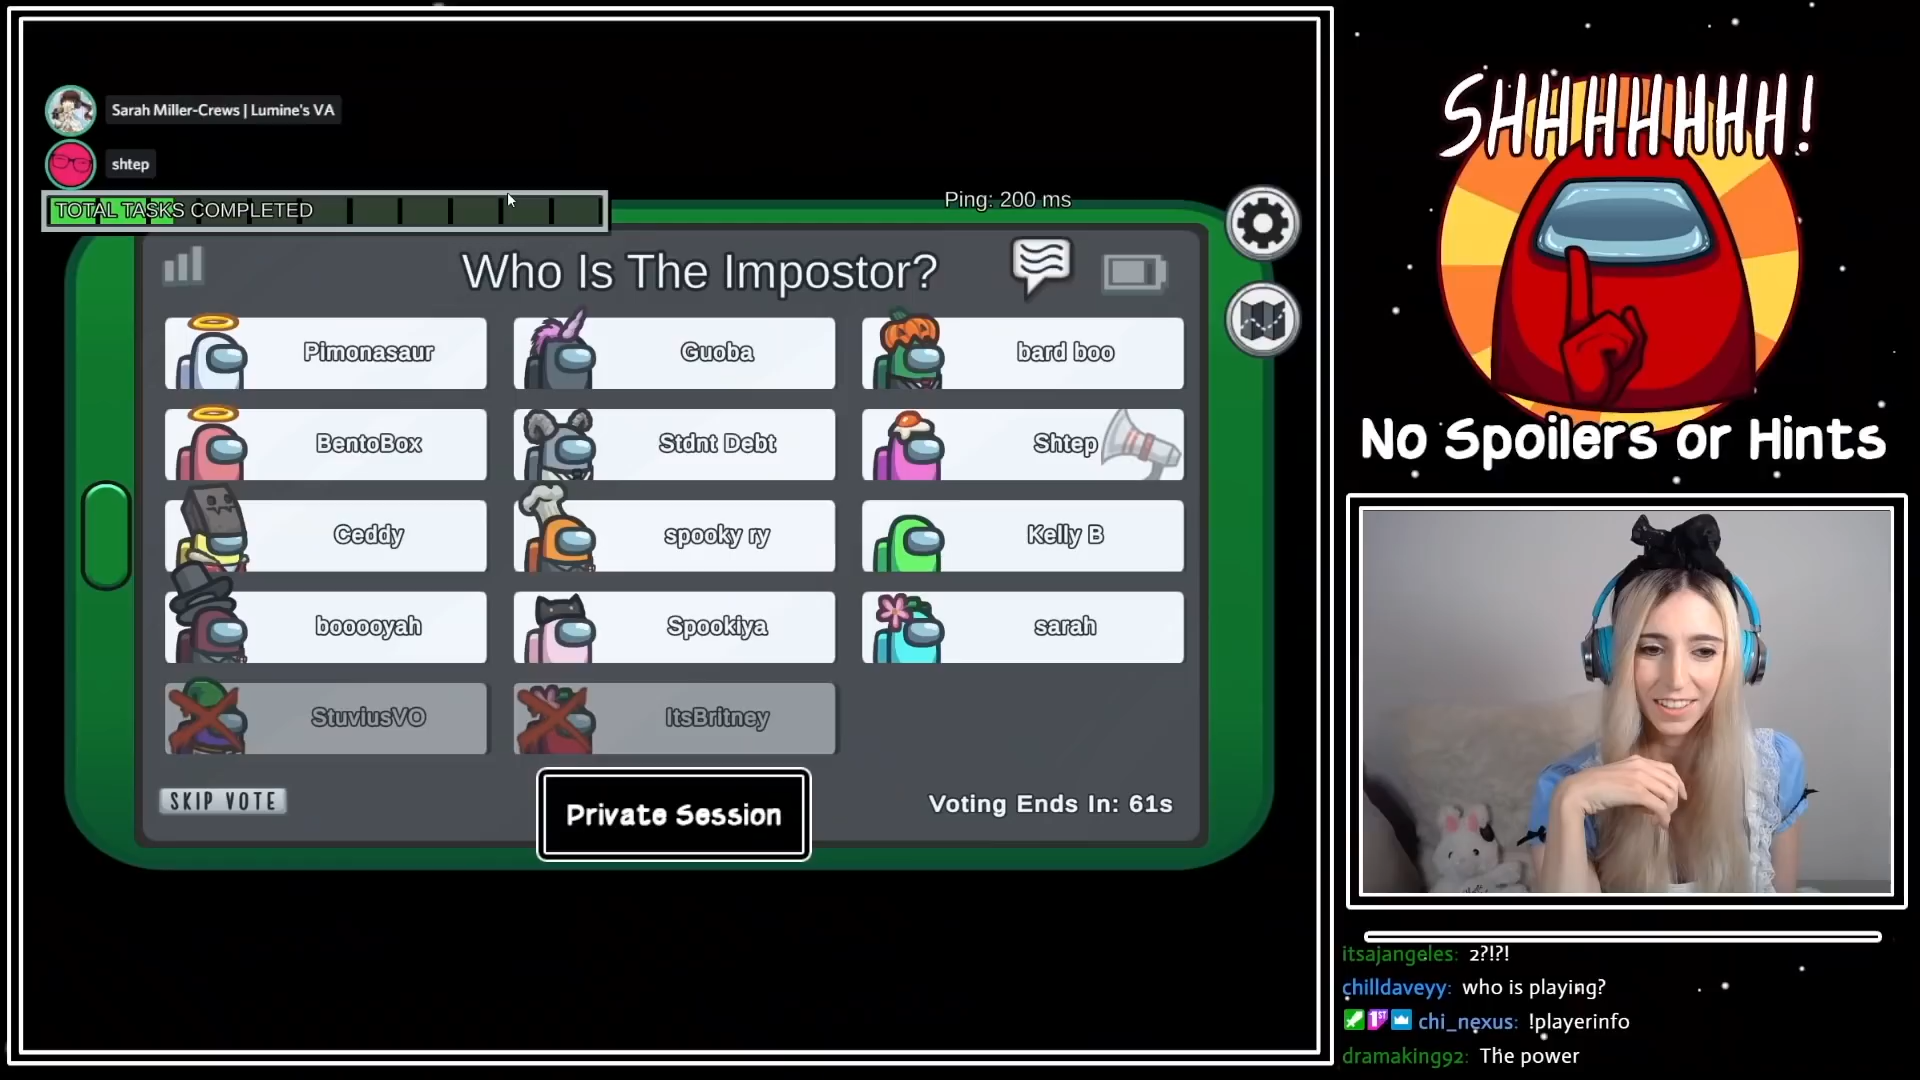 Sarah Miller-Crews | Lumine's VA
shtep
TOTAL TASKS COMPLETED
Ping: 200 ms
Who Is The Impostor?
Pimonasaur
Guoba
bard boo
BentoBox
Stdnt Debt
Shtep
Ceddy
spooky ry
Kelly B
booooyah
Spookiya
sarah
StuviusVO
ItsBritney
SKIP VOTE
Private Session
Voting Ends In: 61s
SHHHHHHH!
No Spoilers or Hints
itsajangeles: 2?!?!
chilldaveyy: who is playing?
1ST chi_nexus: !playerinfo
dramaking92: The power